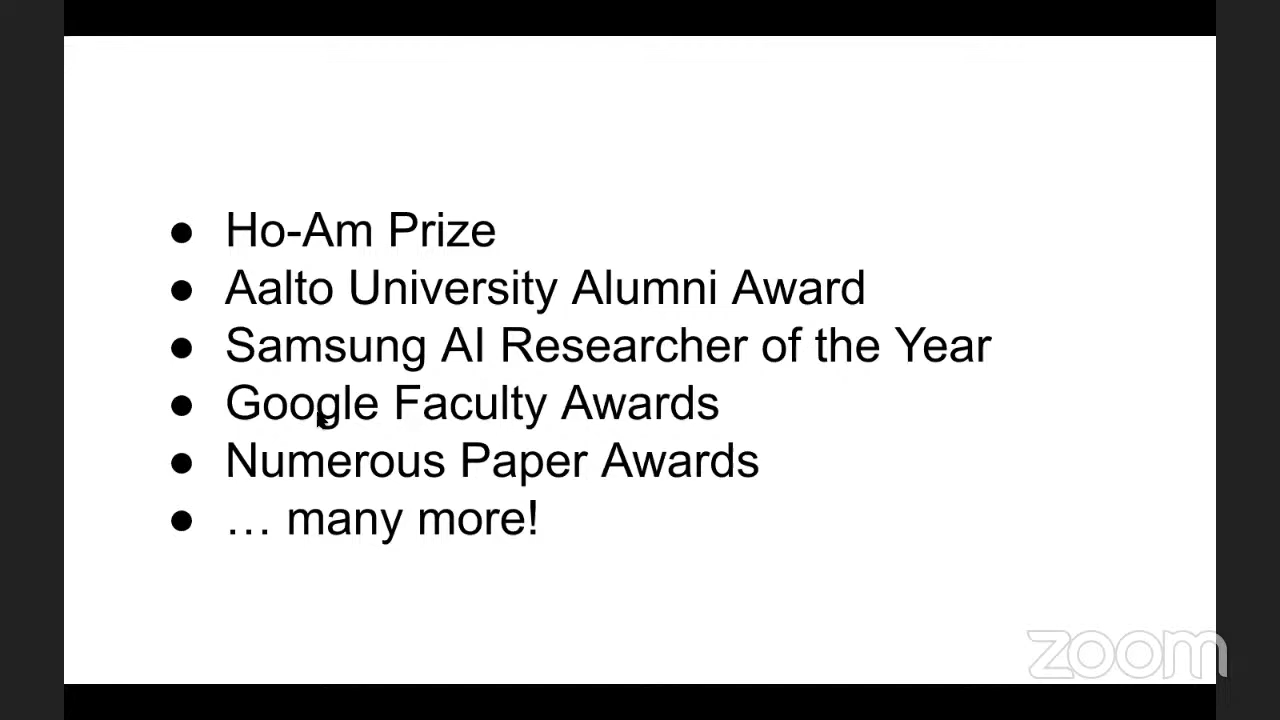 ● Ho-Am Prize
● Aalto University Alumni Award
● Samsung AI Researcher of the Year
● Google Faculty Awards
● Numerous Paper Awards
● … many more!
zoom